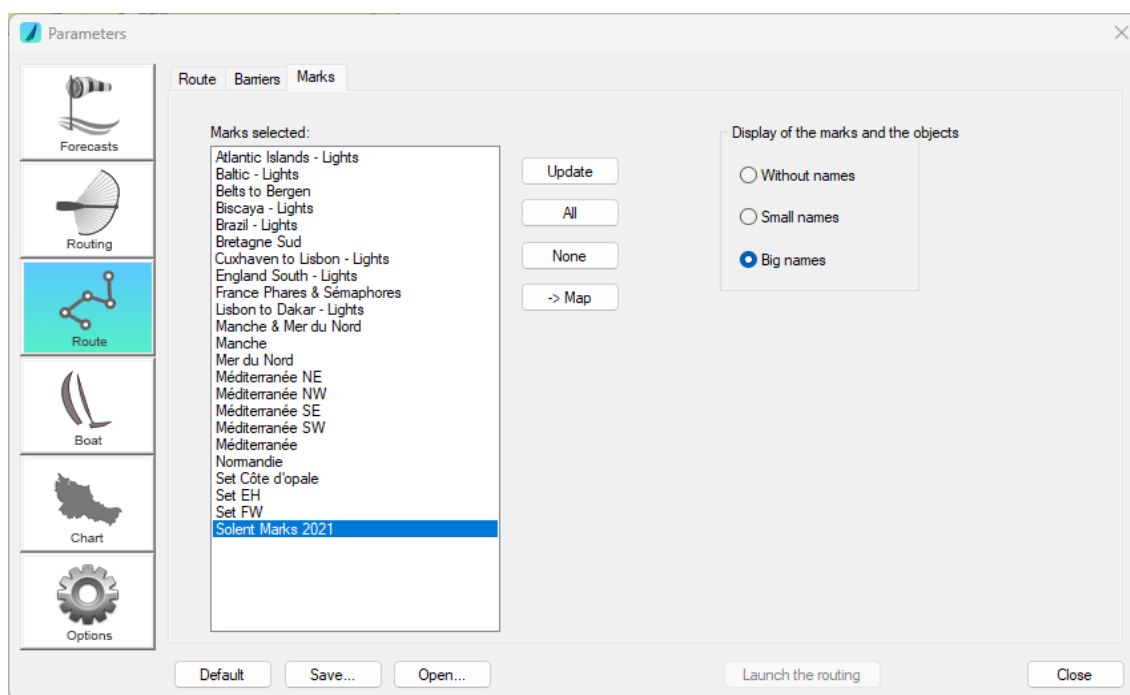 Parameters
Forecasts
Routing
Route
Boat
Chart
Options
Route Barriers Marks
Marks selected:
Atlantic Islands - Lights
Baltic - Lights
Belts to Bergen
Biscaya - Lights
Brazil - Lights
Bretagne Sud
Cuxhaven to Lisbon - Lights
England South - Lights
France Phares & Sémaphores
Lisbon to Dakar - Lights
Manche & Mer du Nord
Manche
Mer du Nord
Méditerranée NE
Méditerranée NW
Méditerranée SE
Méditerranée SW
Méditerranée
Normandie
Set Côte d'opale
Set EH
Set FW
Solent Marks 2021
Update
All
None
-> Map
Display of the marks and the objects
Without names
Small names
Big names
Default Save... Open... Launch the routing Close